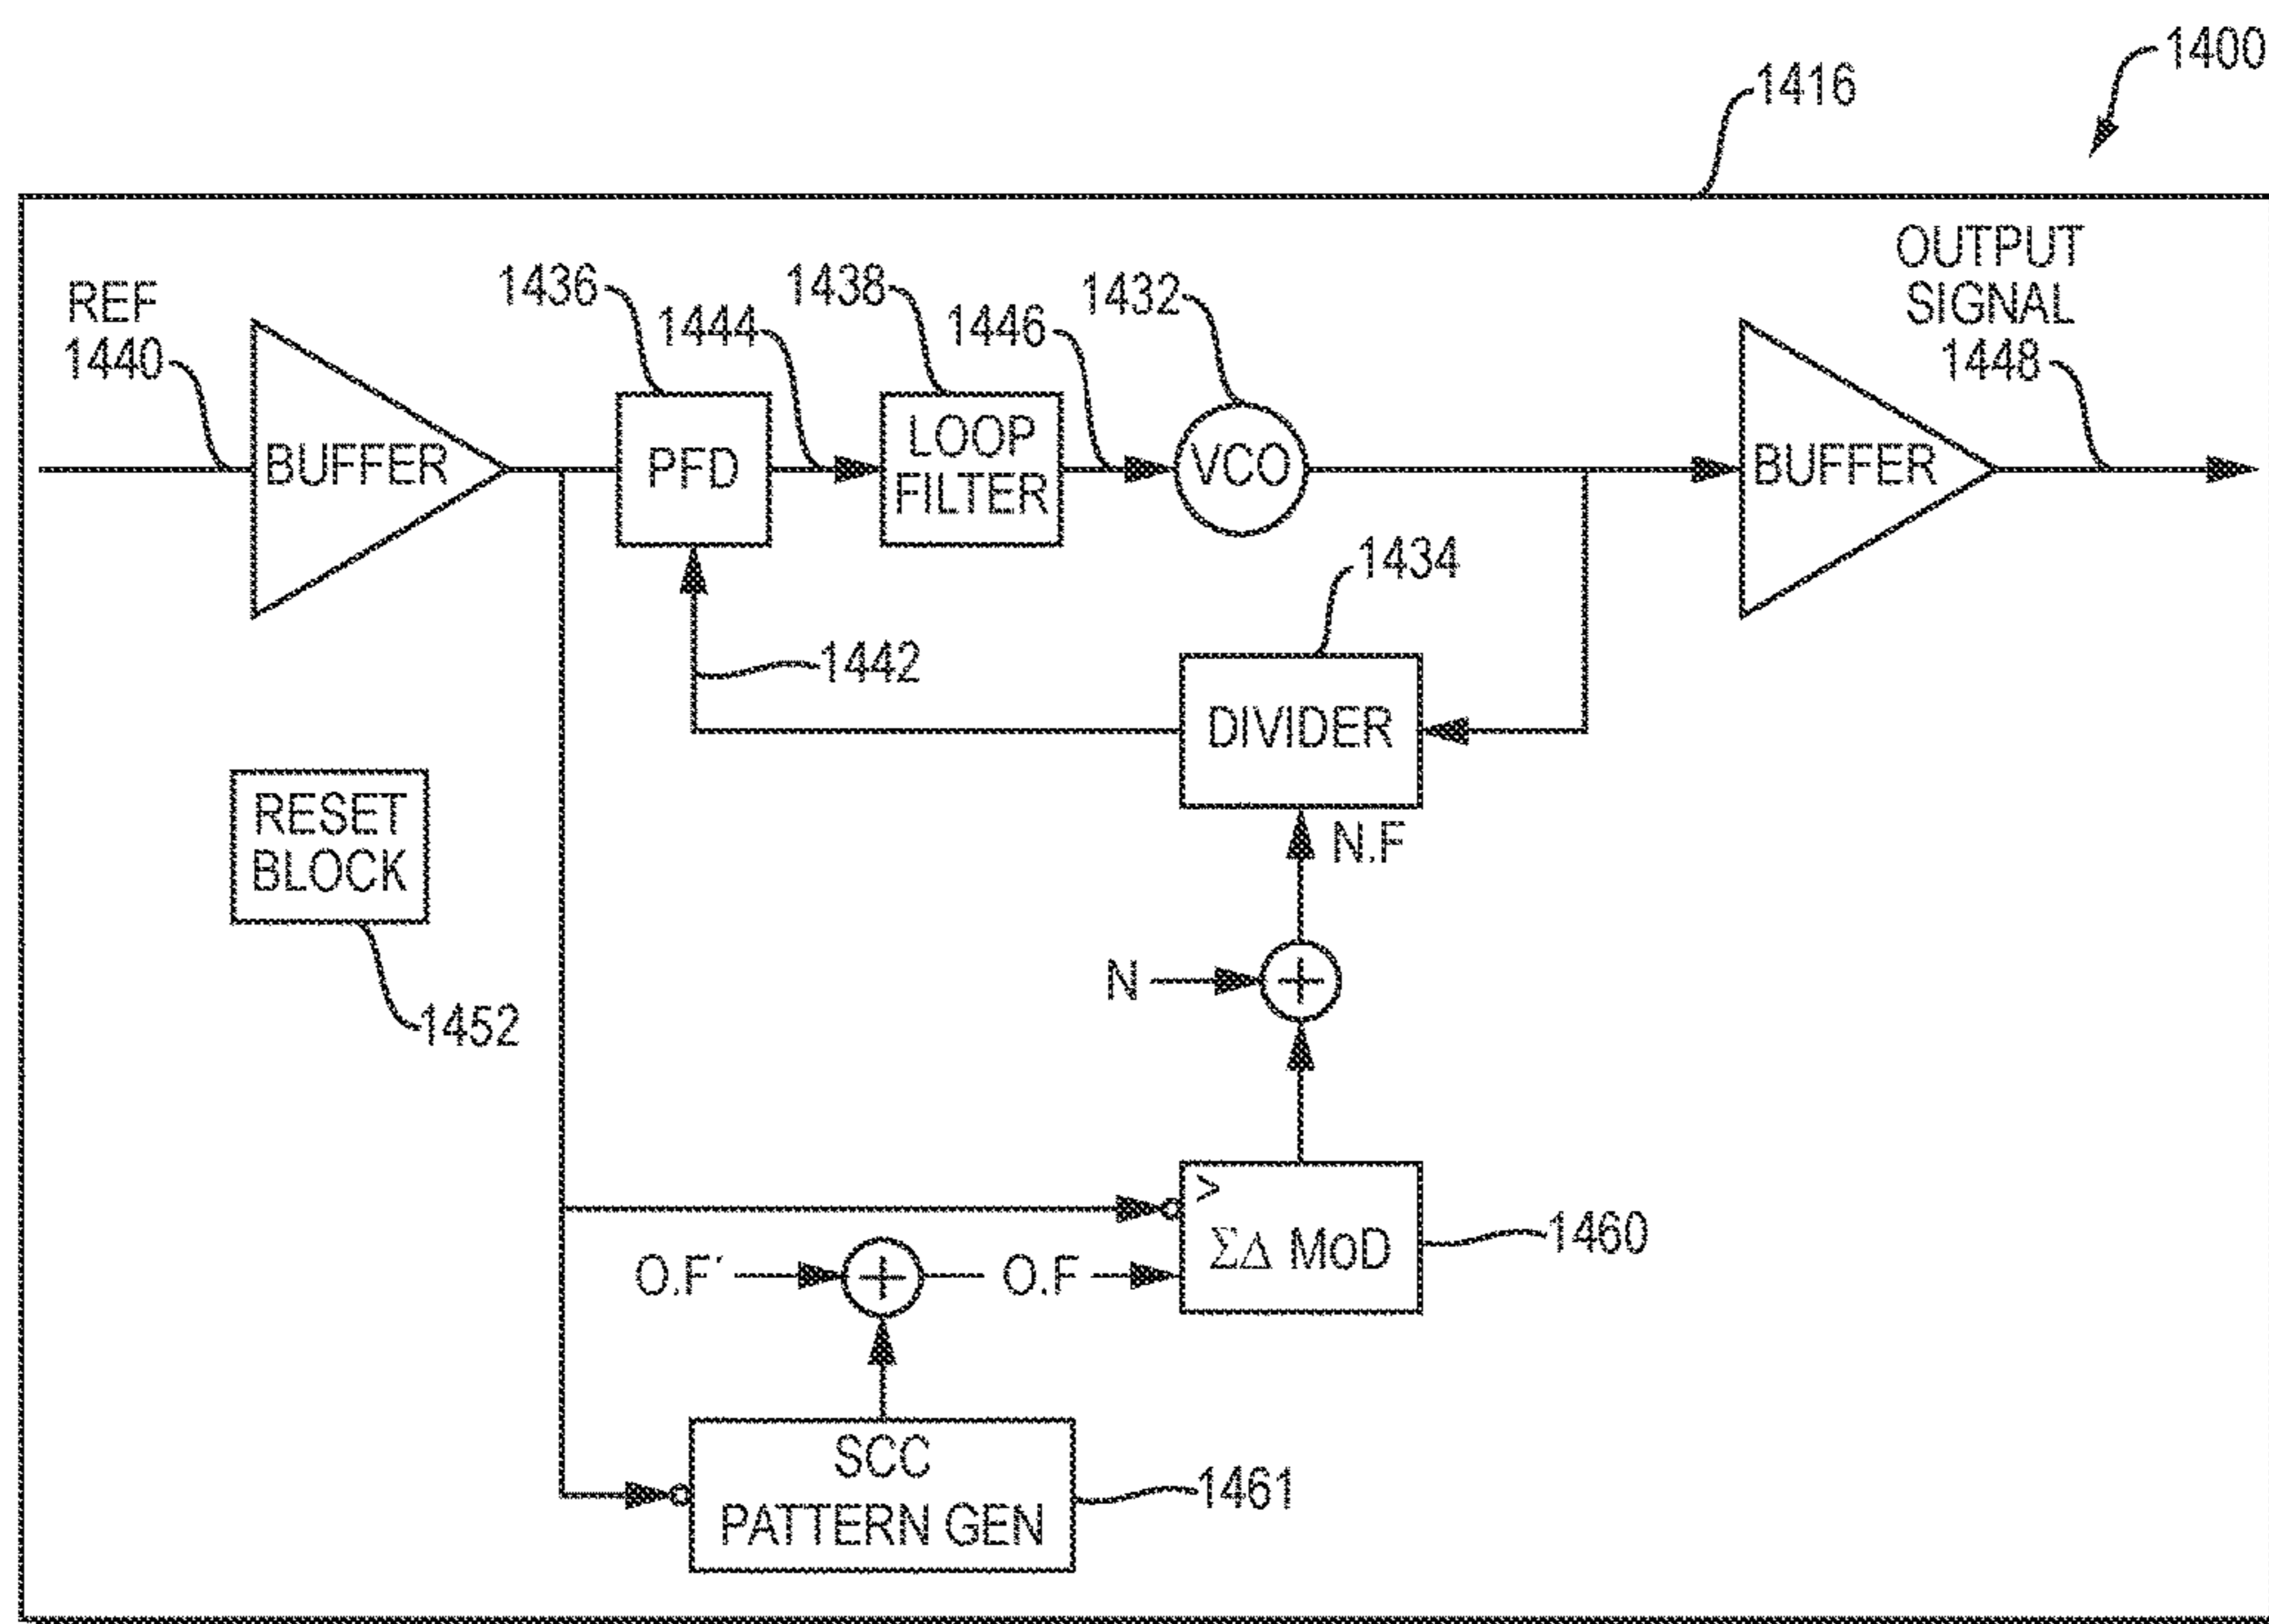 1400
1416
OUTPUT
SIGNAL
1448
REF
1440
1436
1444
1438
1446
1432
BUFFER
PFD
LOOP
FILTER
VCO
BUFFER
1434
1442
DIVIDER
N.F
RESET
BLOCK
1452
N
+
>
ΣΔ MOD
1460
O.F'
+
O.F
SCC
PATTERN GEN
1461